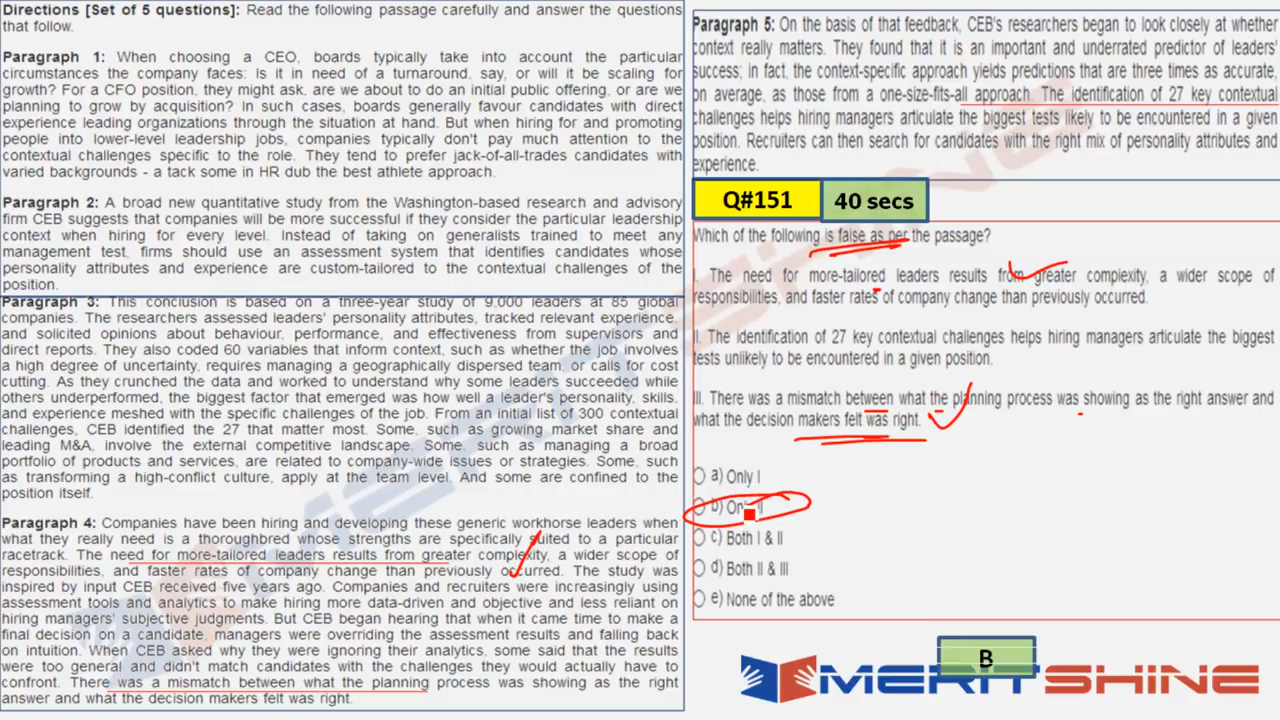 Directions [Set of 5 questions]: Read the following passage carefully and answer the questions
that follow.
Paragraph 1: When choosing a CEO, boards typically take into account the particular
circumstances the company faces: Is it in need of a turnaround, say, or will it be scaling for
growth? For a CFO position, they might ask, are we about to do an initial public offering, or are we
planning to grow by acquisition? In such cases, boards generally favour candidates with direct
experience leading organizations through the situation at hand. But when hiring for and promoting
people into lower-level leadership jobs, companies typically don't pay much attention to the
contextual challenges specific to the role. They tend to prefer jack-of-all-trades candidates with
varied backgrounds - a tack some in HR dub the best athlete approach.
Paragraph 2: A broad new quantitative study from the Washington-based research and advisory
firm CEB suggests that companies will be more successful if they consider the particular leadership
context when hiring for every level. Instead of taking on generalists trained to meet any
management test, firms should use an assessment system that identifies candidates whose
personality attributes and experience are custom-tailored to the contextual challenges of the
position.
Paragraph 3: This conclusion is based on a three-year study of 9,000 leaders at 85 global
companies. The researchers assessed leaders' personality attributes, tracked relevant experience,
and solicited opinions about behaviour, performance, and effectiveness from supervisors and
direct reports. They also coded 60 variables that inform context, such as whether the job involves
a high degree of uncertainty, requires managing a geographically dispersed team, or calls for cost
cutting. As they crunched the data and worked to understand why some leaders succeeded while
others underperformed, the biggest factor that emerged was how well a leader's personality, skills,
and experience meshed with the specific challenges of the job. From an initial list of 300 contextual
challenges, CEB identified the 27 that matter most. Some, such as growing market share and
leading M&A, involve the external competitive landscape. Some, such as managing a broad
portfolio of products and services, are related to company-wide issues or strategies. Some, such
as transforming a high-conflict culture, apply at the team level. And some are confined to the
position itself.
Paragraph 4: Companies have been hiring and developing these generic workhorse leaders when
what they really need is a thoroughbred whose strengths are specifically suited to a particular
racetrack. The need for more-tailored leaders results from greater complexity, a wider scope of
responsibilities, and faster rates of company change than previously occurred. The study was
inspired by input CEB received five years ago. Companies and recruiters were increasingly using
assessment tools and analytics to make hiring more data-driven and objective and less reliant on
hiring managers' subjective judgments. But CEB began hearing that when it came time to make a
final decision on a candidate, managers were overriding the assessment results and falling back
on intuition. When CEB asked why they were ignoring their analytics, some said that the results
were too general and didn't match candidates with the challenges they would actually have to
confront. There was a mismatch between what the planning process was showing as the right
answer and what the decision makers felt was right.
Paragraph 5: On the basis of that feedback, CEB's researchers began to look closely at whether
context really matters. They found that it is an important and underrated predictor of leaders'
success; in fact, the context-specific approach yields predictions that are three times as accurate,
on average, as those from a one-size-fits-all approach. The identification of 27 key contextual
challenges helps hiring managers articulate the biggest tests likely to be encountered in a given
position. Recruiters can then search for candidates with the right mix of personality attributes and
experience.
Q#151 40 secs
Which of the following is false as per the passage?
I. The need for more-tailored leaders results from greater complexity, a wider scope of
responsibilities, and faster rates of company change than previously occurred.
II. The identification of 27 key contextual challenges helps hiring managers articulate the biggest
tests unlikely to be encountered in a given position.
III. There was a mismatch between what the planning process was showing as the right answer and
what the decision makers felt was right.
a) Only I
b) Only II
c) Both I & II
d) Both II & III
e) None of the above
B
MERITSHINE